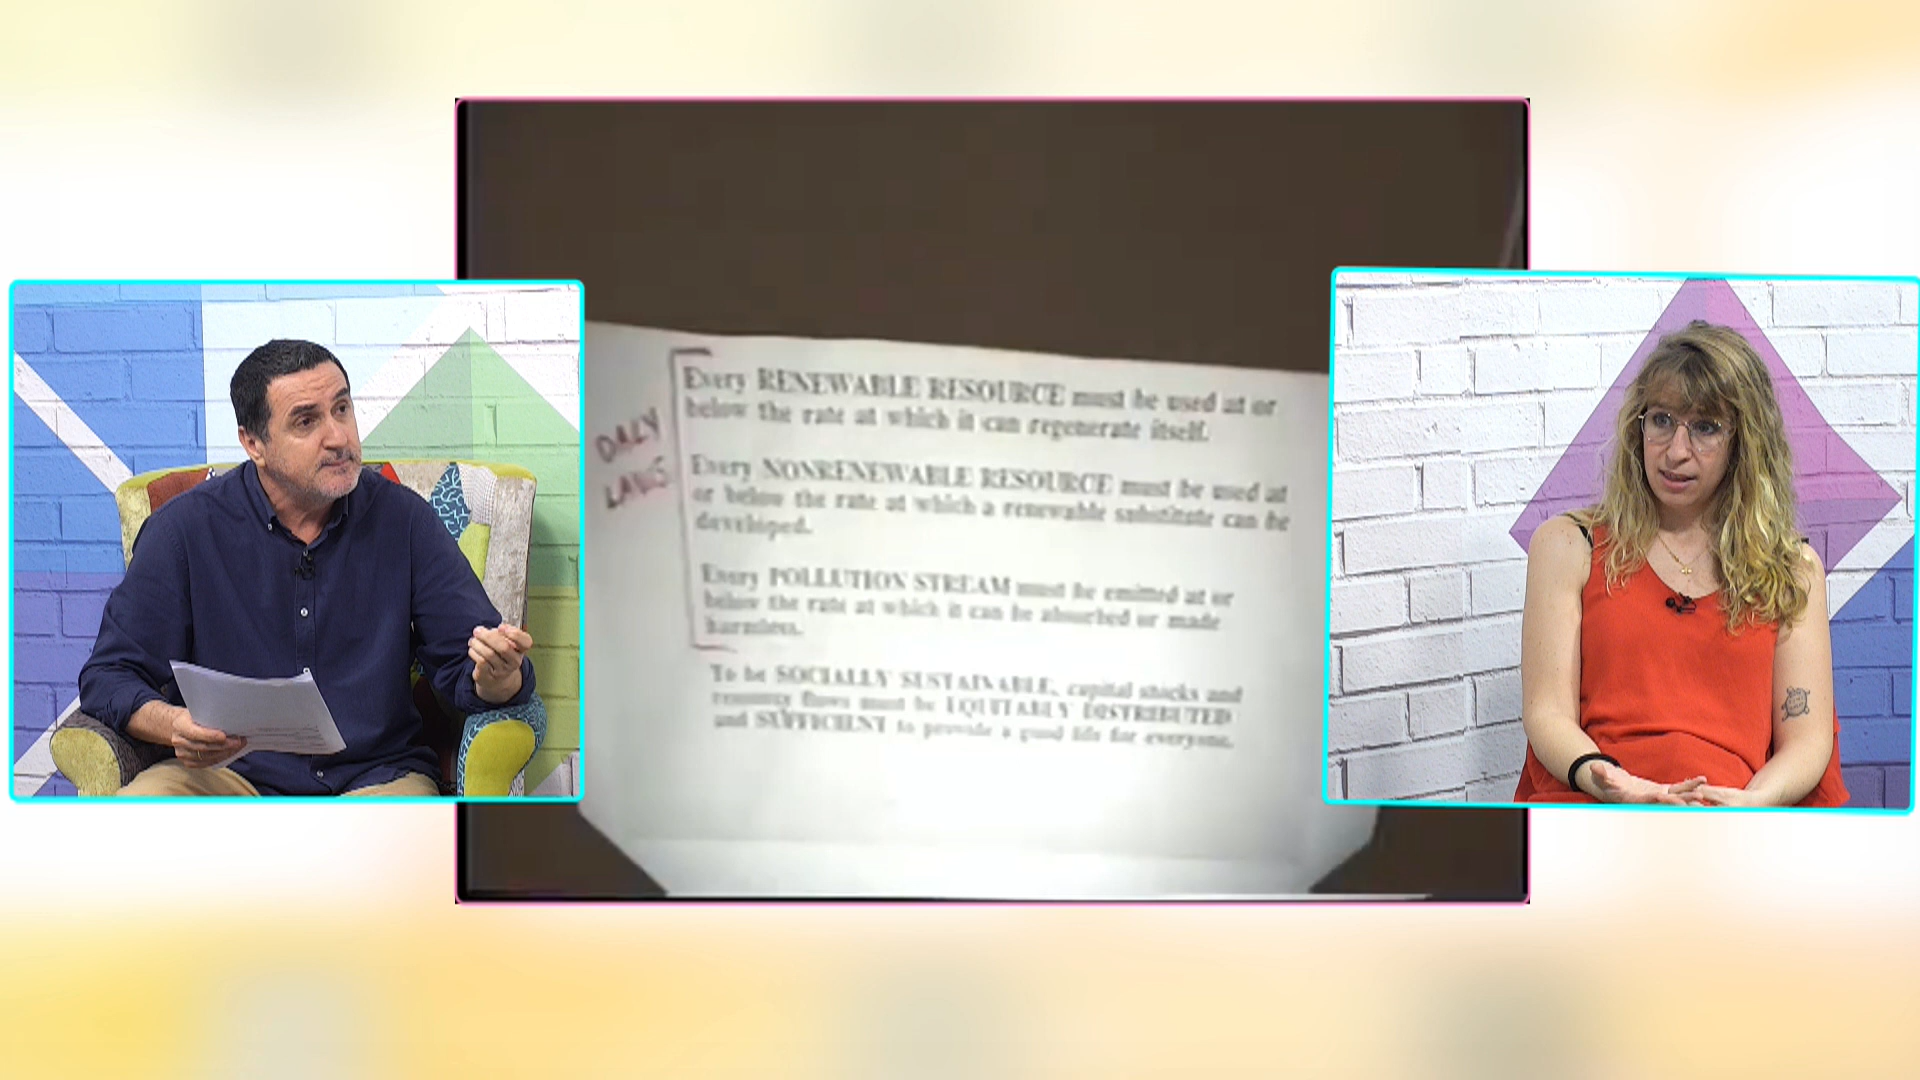 DALY
LAWS
Every RENEWABLE RESOURCE must be used at or
below the rate at which it can regenerate itself.
Every NONRENEWABLE RESOURCE must be used at
or below the rate at which a renewable substitute can be
developed.
Every POLLUTION STREAM must be emitted at or
below the rate at which it can be absorbed or made
harmless.
To be SOCIALLY SUSTAINABLE, capital stocks and
resource flows must be EQUITABLY DISTRIBUTED
and SUFFICIENT to provide a good life for everyone.